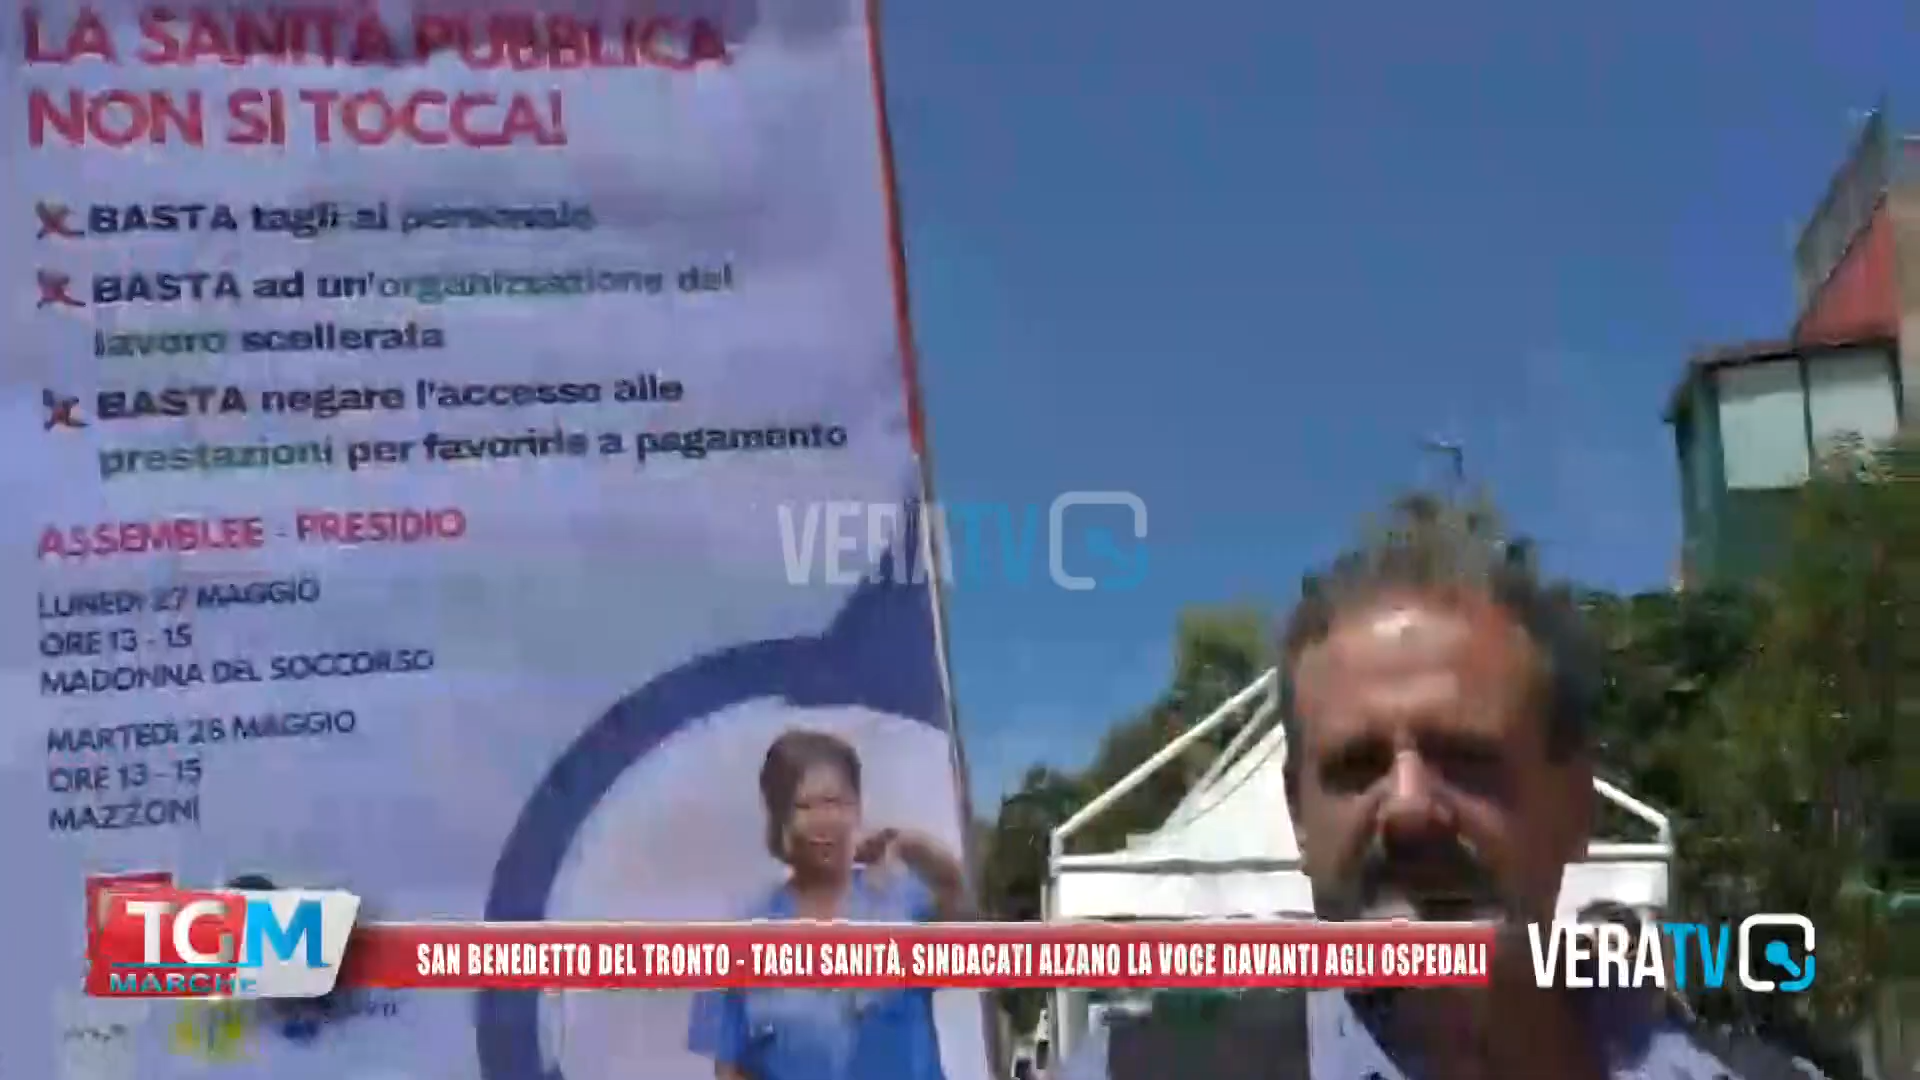 LA SANITÀ PUBBLICA
NON SI TOCCA!
BASTA tagli al personale
BASTA ad un'organizzazione del
lavoro scellerata
BASTA negare l'accesso alle
prestazioni per favorirle a pagamento
ASSEMBLEE - PRESIDIO
LUNEDì 27 MAGGIO
ORE 13 - 15
MADONNA DEL SOCCORSO
MARTEDì 28 MAGGIO
ORE 13 - 15
MAZZONI
VERATV
TGM
MARCHE
SAN BENEDETTO DEL TRONTO - TAGLI SANITÀ, SINDACATI ALZANO LA VOCE DAVANTI AGLI OSPEDALI
VERATV